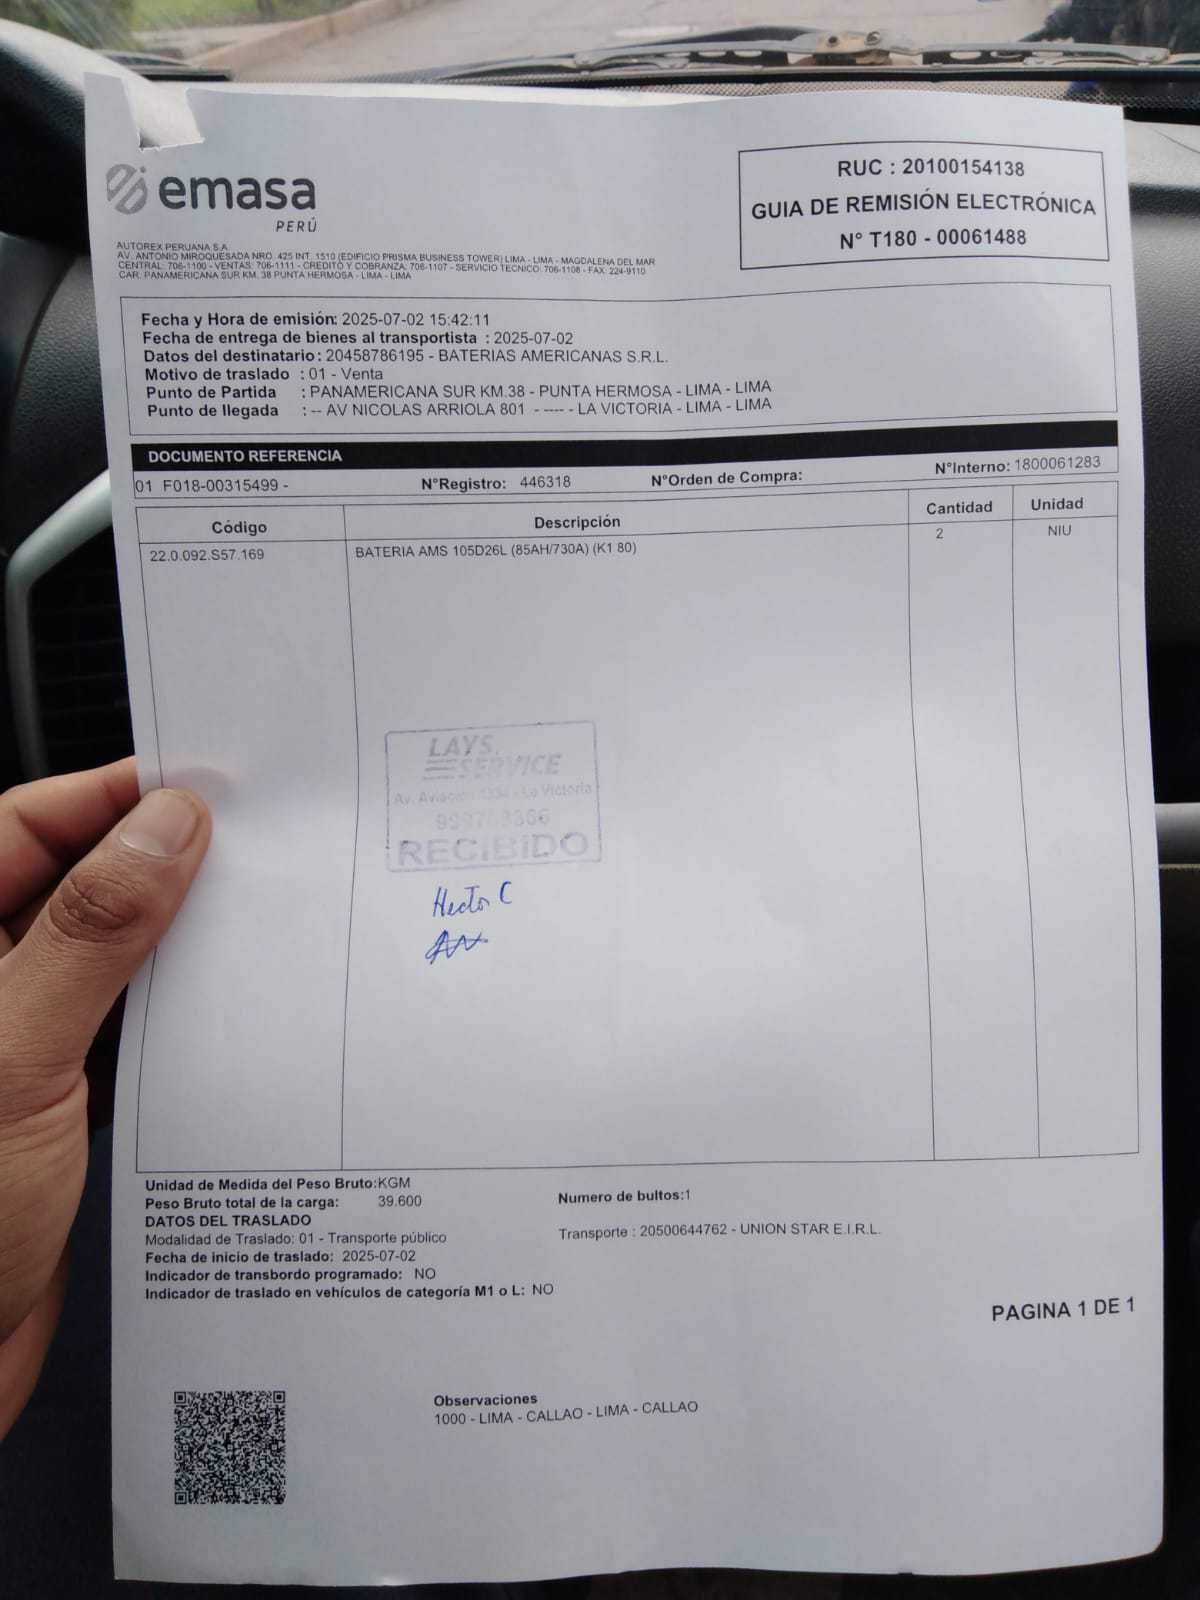 emasa
PERÚ
RUC : 20100154138
GUIA DE REMISIÓN ELECTRÓNICA
N° T180 - 00061488
AUTOREX PERUANA S.A.
AV. ANTONIO MIROQUESADA NRO. 425 INT. 1510 (EDIFICIO PRISMA BUSINESS TOWER) LIMA - LIMA - MAGDALENA DEL MAR
CENTRAL: 706-1100 - VENTAS: 706-1111 - CREDITO Y COBRANZA: 706-1107 - SERVICIO TECNICO: 706-1108 - FAX: 224-9110
CAR. PANAMERICANA SUR KM. 38 PUNTA HERMOSA - LIMA - LIMA
Fecha y Hora de emisión: 2025-07-02 15:42:11
Fecha de entrega de bienes al transportista : 2025-07-02
Datos del destinatario : 20458786195 - BATERIAS AMERICANAS S.R.L.
Motivo de traslado : 01 - Venta
Punto de Partida : PANAMERICANA SUR KM.38 - PUNTA HERMOSA - LIMA - LIMA
Punto de llegada : -- AV NICOLAS ARRIOLA 801 - ---- - LA VICTORIA - LIMA - LIMA
DOCUMENTO REFERENCIA
01 F018-00315499 - N°Registro: 446318 N°Orden de Compra: N°Interno: 1800061283
Código Descripción Cantidad Unidad
22.0.092.S57.169 BATERIA AMS 105D26L (85AH/730A) (K1 80) 2 NIU
LAYS.
SERVICE
Av. - La Victoria
RECIBIDO
Hector C
Unidad de Medida del Peso Bruto:KGM
Peso Bruto total de la carga: 39.600 Numero de bultos:1
DATOS DEL TRASLADO
Modalidad de Traslado: 01 - Transporte público Transporte : 20500644762 - UNION STAR E.I.R.L.
Fecha de inicio de traslado: 2025-07-02
Indicador de transbordo programado: NO
Indicador de traslado en vehículos de categoría M1 o L: NO
PAGINA 1 DE 1
Observaciones
1000 - LIMA - CALLAO - LIMA - CALLAO